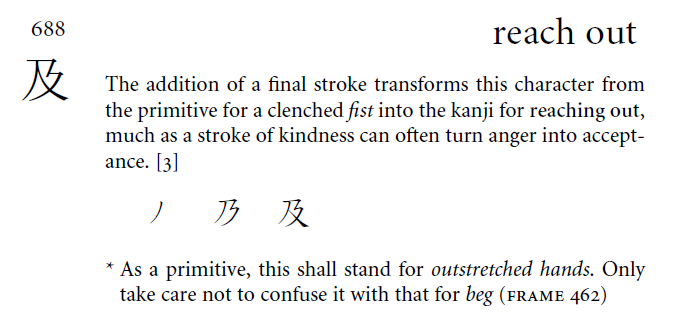 688
reach out
及
The addition of a final stroke transforms this character from
the primitive for a clenched fist into the kanji for reaching out,
much as a stroke of kindness can often turn anger into accept-
ance. [3]
丿 乃 及
* As a primitive, this shall stand for outstretched hands. Only
take care not to confuse it with that for beg (FRAME 462)